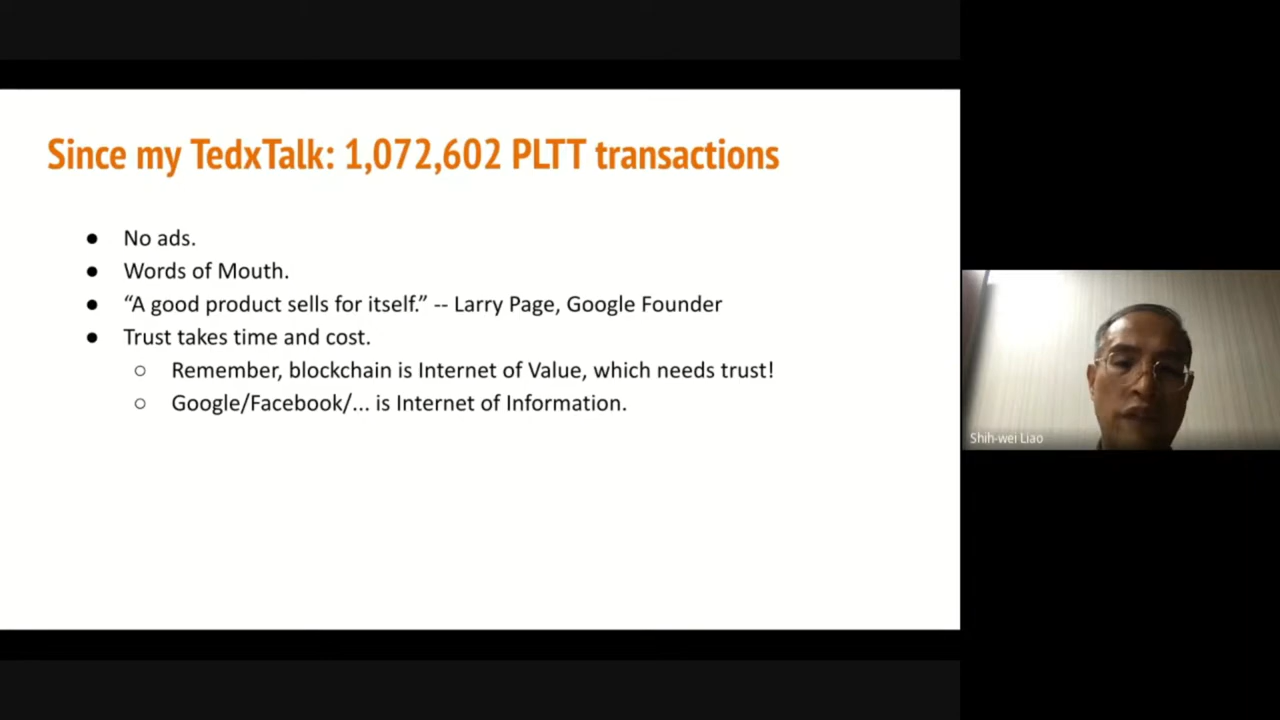 Since my TedxTalk: 1,072,602 PLTT transactions
● No ads.
● Words of Mouth.
● “A good product sells for itself.” -- Larry Page, Google Founder
● Trust takes time and cost.
○ Remember, blockchain is Internet of Value, which needs trust!
○ Google/Facebook/... is Internet of Information.
Shih-wei Liao